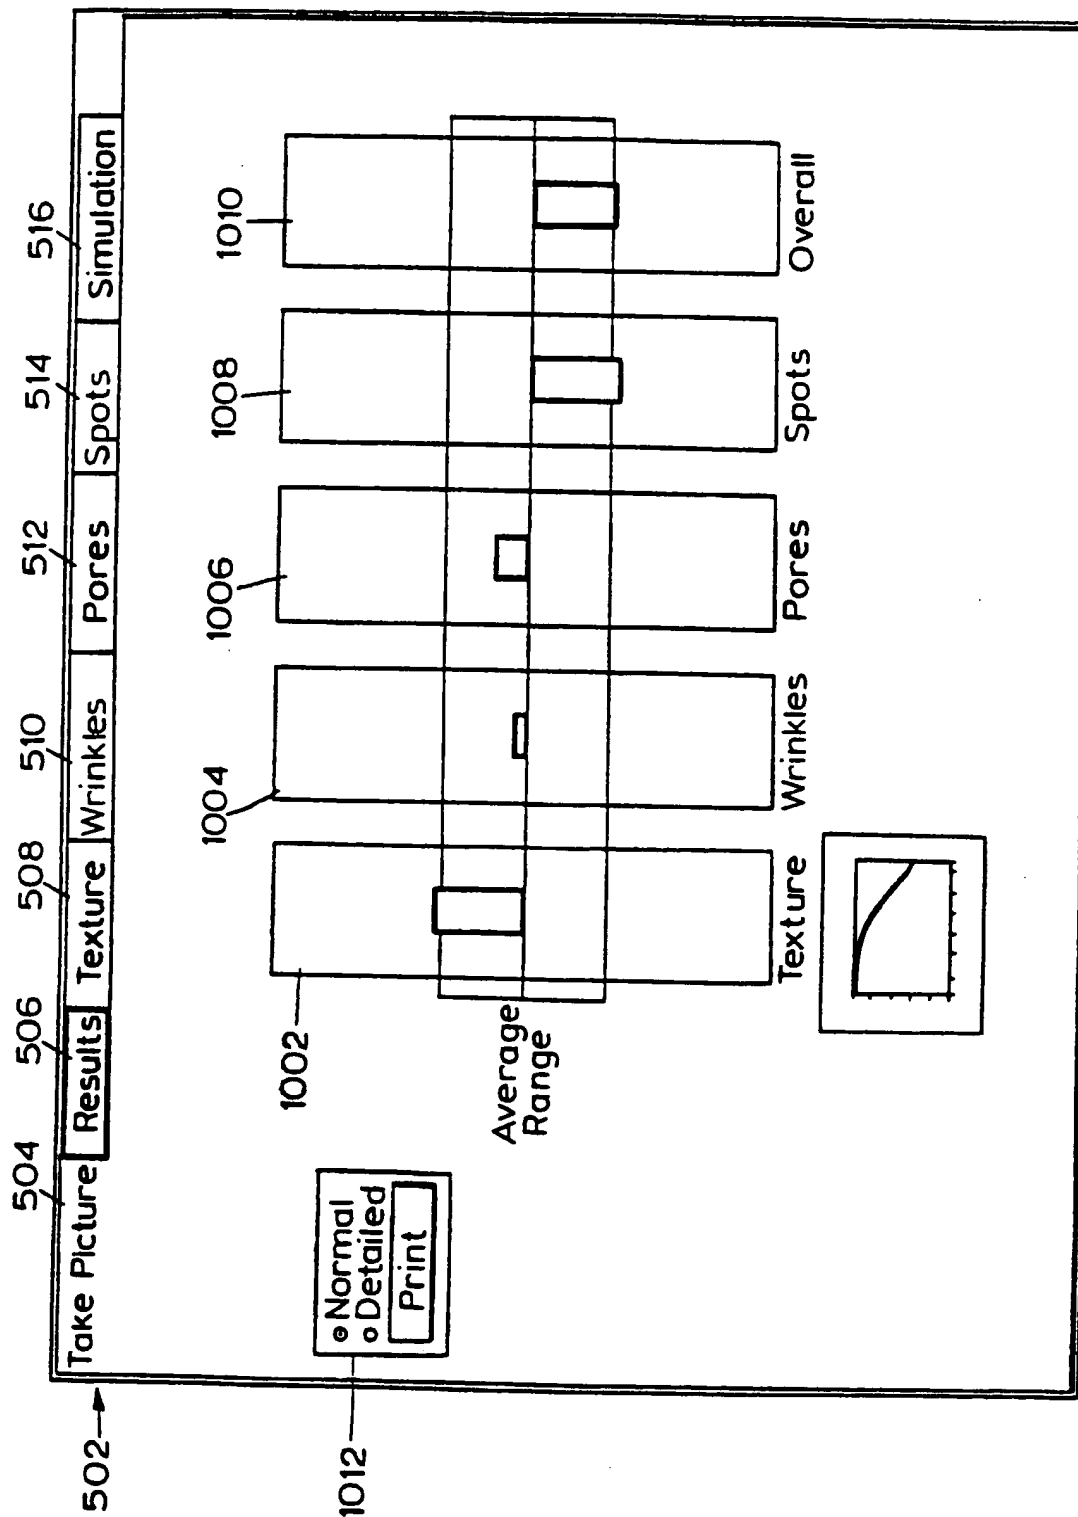 504 506 508 510 512 514 516
502
Take Picture Results Texture Wrinkles Pores Spots Simulation
1002 1004 1006 1008 1010
1012
Normal
Detailed
Print
Average
Range
Texture Wrinkles Pores Spots Overall